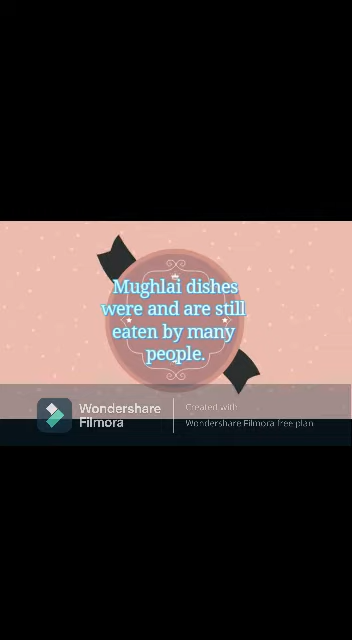 Mughlai dishes
were and are still
eaten by many
people.
Wondershare
Filmora
Created with
Wondershare Filmora free plan